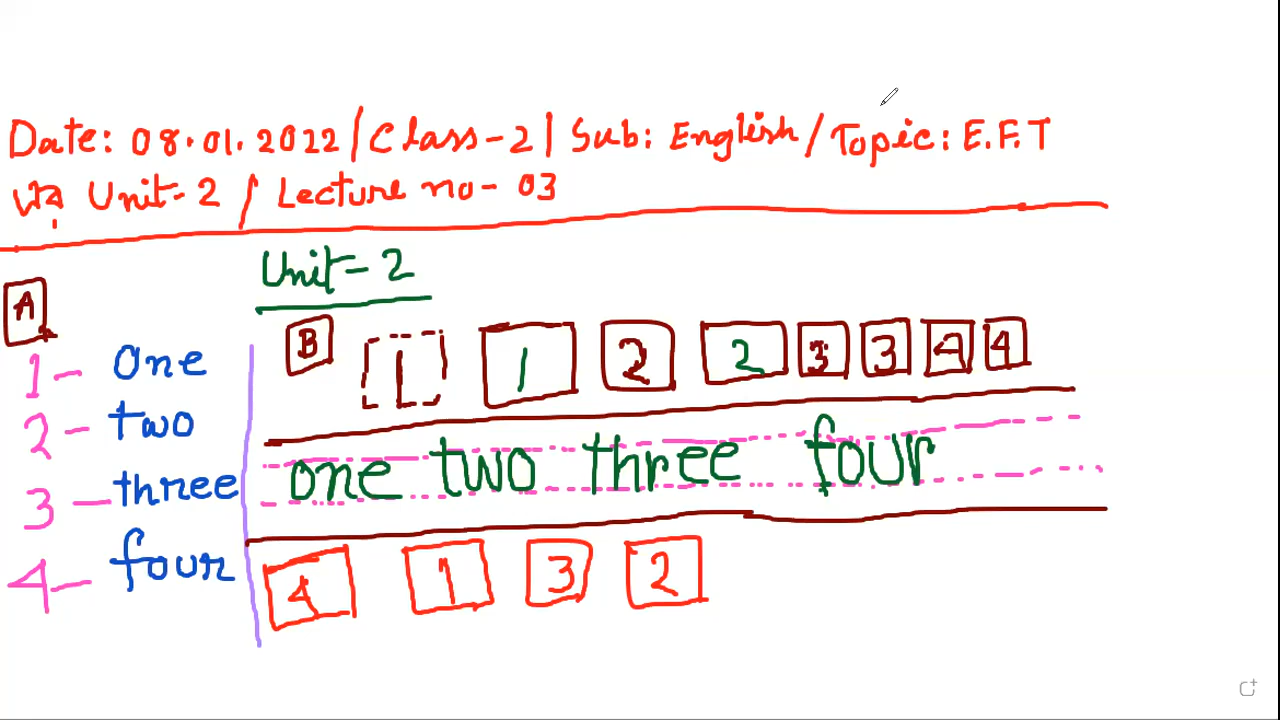 Date: 08.01.2022 / Class-2 / Sub: English / Topic: E.F.T
Unit-2 / Lecture no- 03
Unit-2
A
1- one
2- two
3- three
4- four
B 1 1 2 2 3 3 4 4
one two three four
4 1 3 2